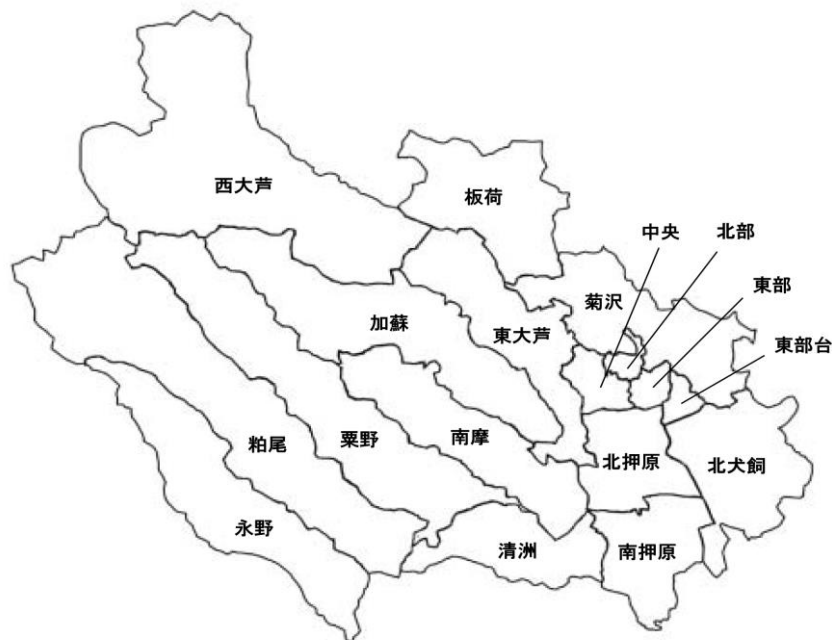 西大芦
板荷
中央
北部
菊沢
東部
加蘇
東大芦
東部台
粕尾
粟野
南摩
北押原
北犬飼
永野
清洲
南押原